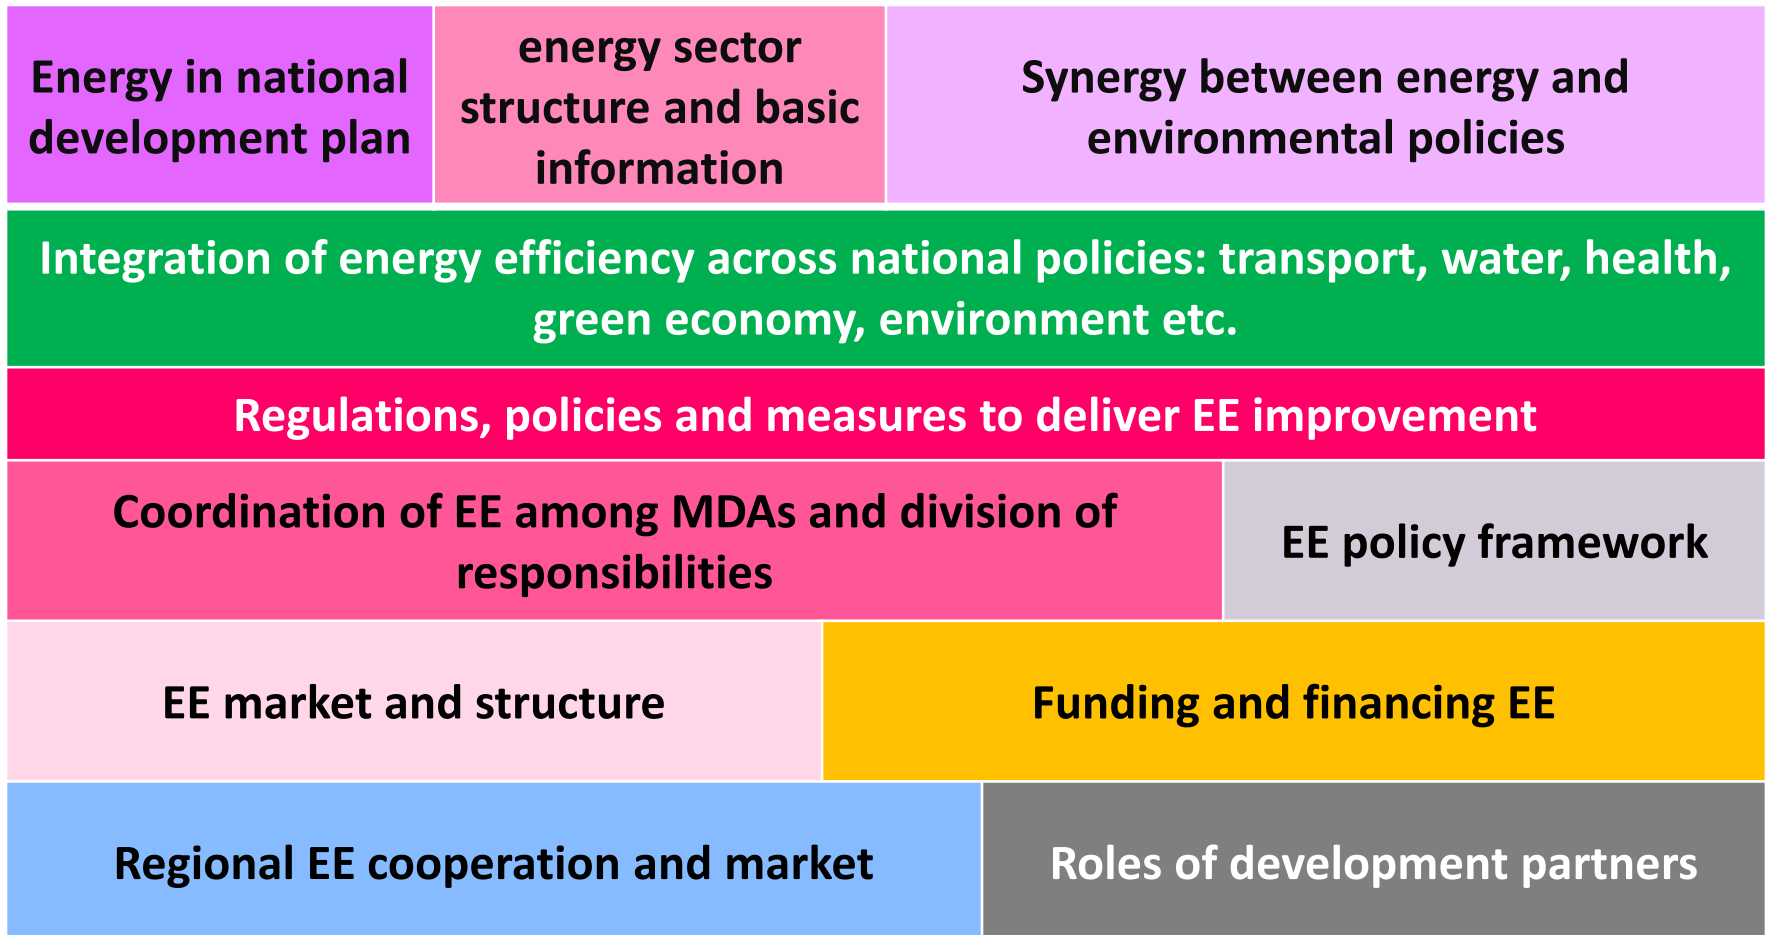 Energy in national
development plan
energy sector
structure and basic
information
Synergy between energy and
environmental policies
Integration of energy efficiency across national policies: transport, water, health,
green economy, environment etc.
Regulations, policies and measures to deliver EE improvement
Coordination of EE among MDAs and division of
responsibilities
EE policy framework
EE market and structure
Funding and financing EE
Regional EE cooperation and market
Roles of development partners